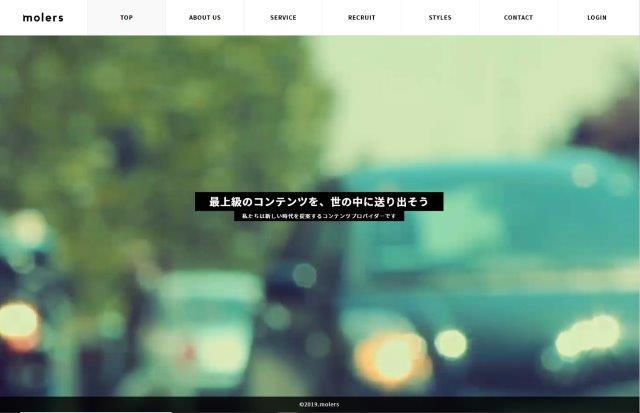 molers
TOP
ABOUT US
SERVICE
RECRUIT
STYLES
CONTACT
LOGIN
最上級のコンテンツを、世の中に送り出そう
私たちは新しい時代を提案するコンテンツプロバイダーです
©2019.molers